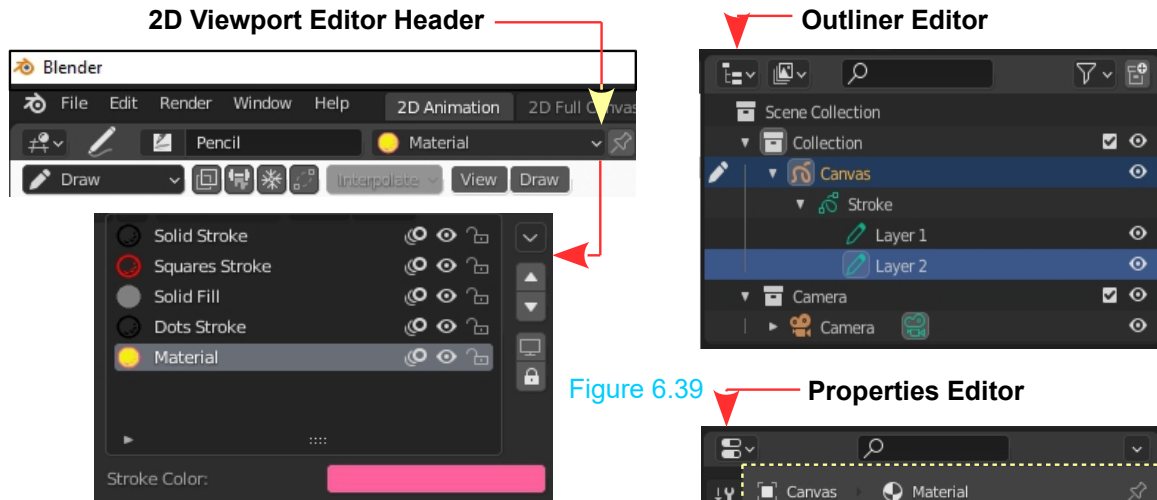 2D Viewport Editor Header
Blender
File Edit Render Window Help 2D Animation 2D Full Canvas
Pencil Material
Draw Interpolate View Draw
Solid Stroke
Squares Stroke
Solid Fill
Dots Stroke
Material
Stroke Color:
Outliner Editor
Scene Collection
Collection
Canvas
Stroke
Layer 1
Layer 2
Camera
Camera
Figure 6.39
Properties Editor
Canvas Material